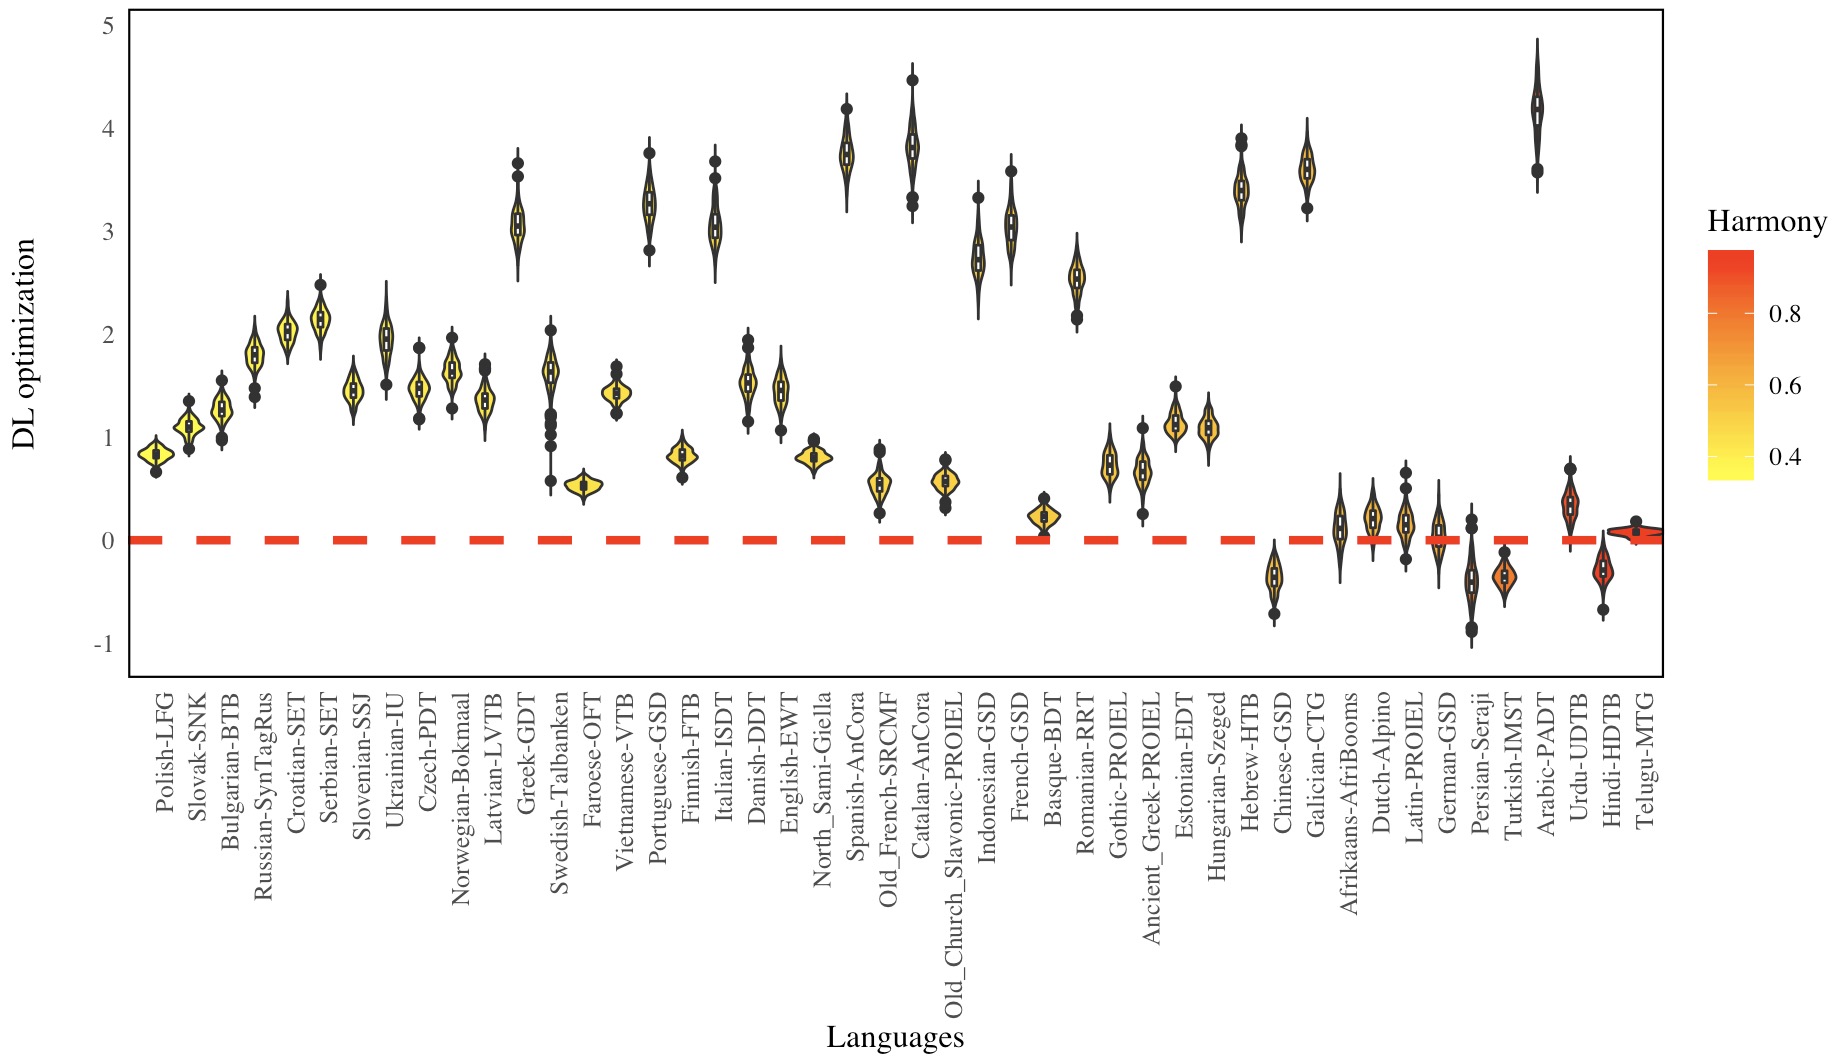 5
4
3
2
1
0
-1
DL optimization
Polish-LFG
Slovak-SNK
Bulgarian-BTB
Russian-SynTagRus
Croatian-SET
Serbian-SET
Slovenian-SSJ
Ukrainian-IU
Czech-PDT
Norwegian-Bokmaal
Latvian-LVTB
Greek-GDT
Swedish-Talbanken
Faroese-OFT
Vietnamese-VTB
Portuguese-GSD
Finnish-FTB
Italian-ISDT
Danish-DDT
English-EWT
North_Sami-Giella
Spanish-AnCora
Old_French-SRCMF
Catalan-AnCora
Old_Church_Slavonic-PROIEL
Indonesian-GSD
French-GSD
Basque-BDT
Romanian-RRT
Gothic-PROIEL
Ancient_Greek-PROIEL
Estonian-EDT
Hungarian-Szeged
Hebrew-HTB
Chinese-GSD
Galician-CTG
Afrikaans-AfriBooms
Dutch-Alpino
Latin-PROIEL
German-GSD
Persian-Seraji
Turkish-IMST
Arabic-PADT
Urdu-UDTB
Hindi-HDTB
Telugu-MTG
Languages
Harmony
0.8
0.6
0.4